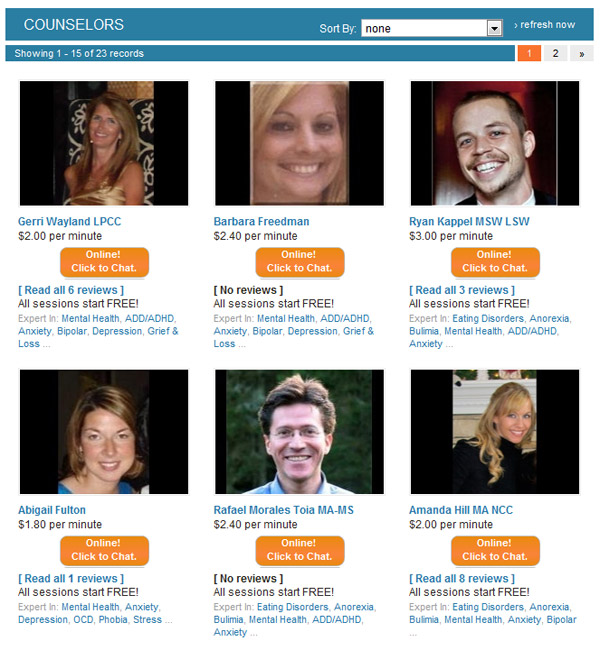 COUNSELORS
Sort By: none
› refresh now
Showing 1 - 15 of 23 records
1 2 »
Gerri Wayland LPCC
$2.00 per minute
Online!
Click to Chat.
[ Read all 6 reviews ]
All sessions start FREE!
Expert In: Mental Health, ADD/ADHD,
Anxiety, Bipolar, Depression, Grief &
Loss ...
Barbara Freedman
$2.40 per minute
Online!
Click to Chat.
[ No reviews ]
All sessions start FREE!
Expert In: Mental Health, ADD/ADHD,
Anxiety, Bipolar, Depression, Grief &
Loss ...
Ryan Kappel MSW LSW
$3.00 per minute
Online!
Click to Chat.
[ Read all 3 reviews ]
All sessions start FREE!
Expert In: Eating Disorders, Anorexia,
Bulimia, Mental Health, ADD/ADHD,
Anxiety ...
Abigail Fulton
$1.80 per minute
Online!
Click to Chat.
[ Read all 1 reviews ]
All sessions start FREE!
Expert In: Mental Health, Anxiety,
Depression, OCD, Phobia, Stress ...
Rafael Morales Toia MA-MS
$2.40 per minute
Online!
Click to Chat.
[ No reviews ]
All sessions start FREE!
Expert In: Eating Disorders, Anorexia,
Bulimia, Mental Health, ADD/ADHD,
Anxiety ...
Amanda Hill MA NCC
$2.00 per minute
Online!
Click to Chat.
[ Read all 8 reviews ]
All sessions start FREE!
Expert In: Eating Disorders, Anorexia,
Bulimia, Mental Health, Anxiety, Bipolar
...